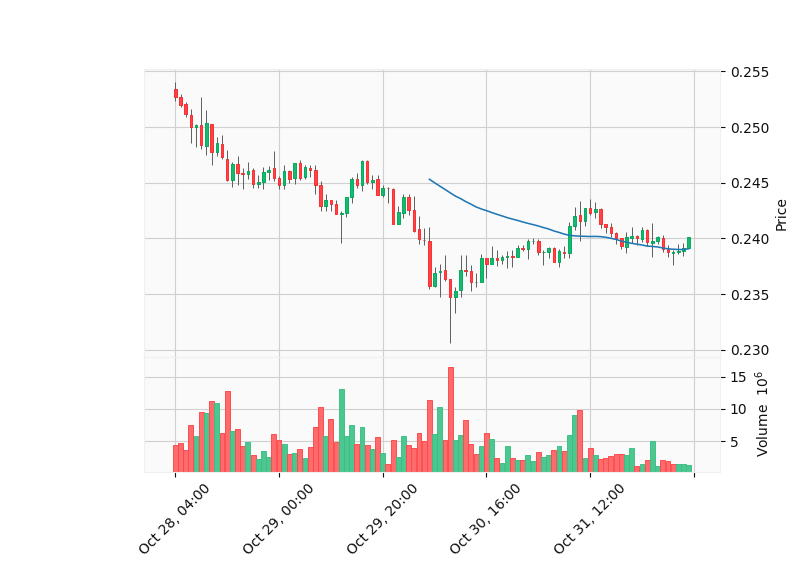 0.255
0.250
0.245
0.240
0.235
0.230
Price
15
10
5
Volume 10^6
Oct 28, 04:00
Oct 29, 00:00
Oct 29, 20:00
Oct 30, 16:00
Oct 31, 12:00